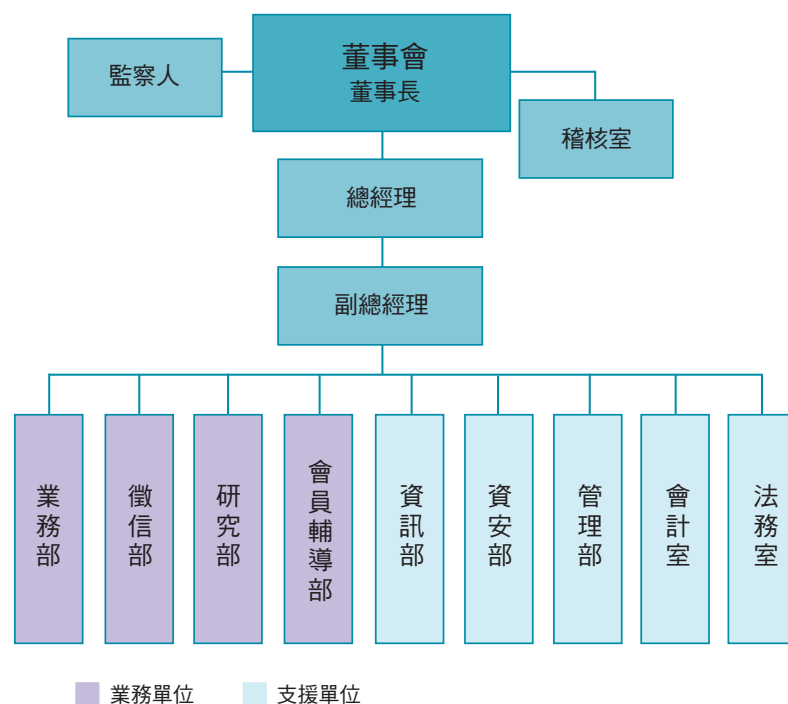 董事會
董事長
監察人
稽核室
總經理
副總經理
業務部
徵信部
研究部
會員輔導部
資訊部
資安部
管理部
會計室
法務室
業務單位
支援單位